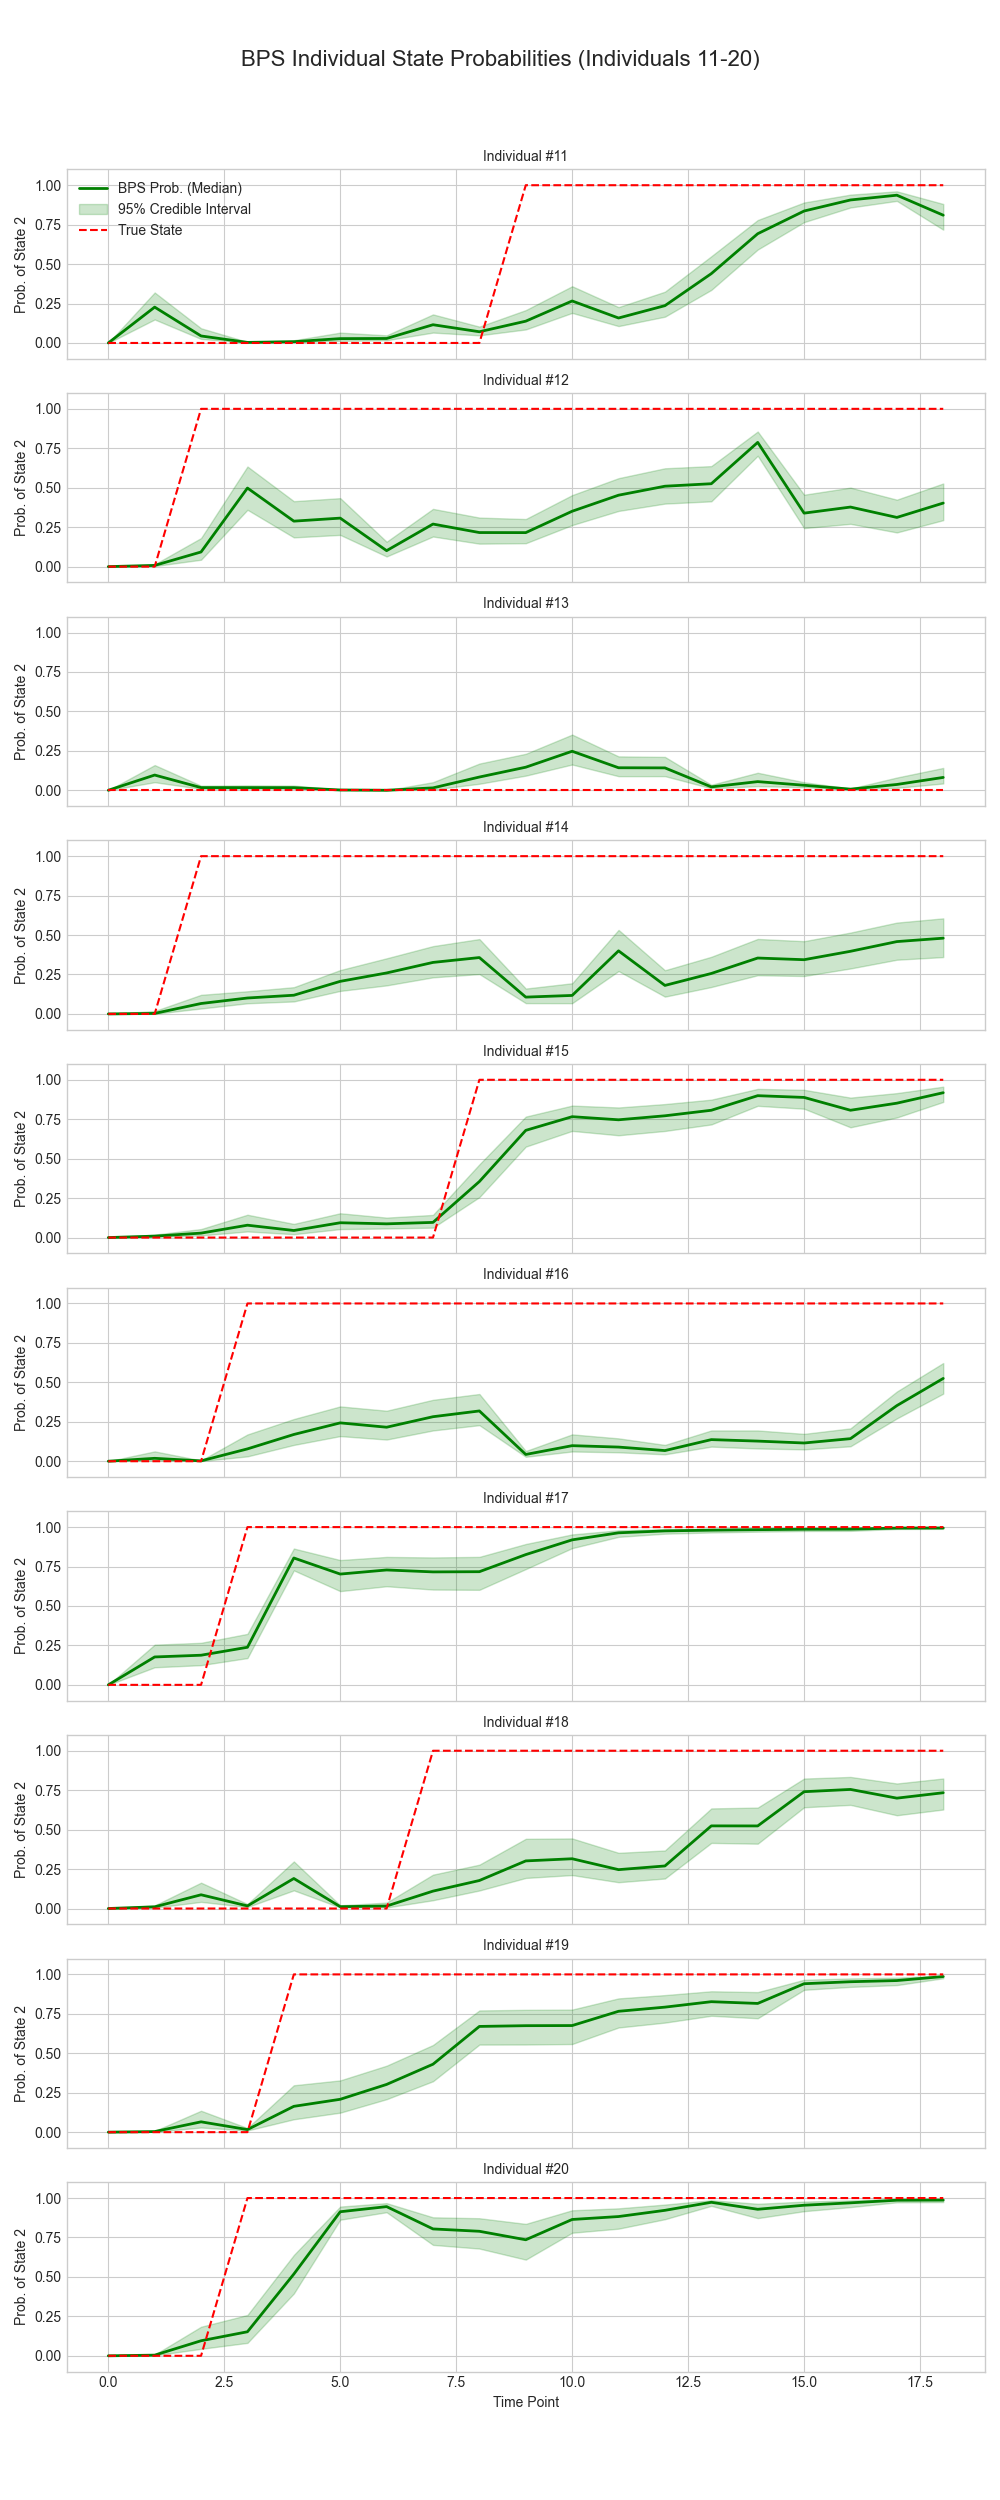 BPS Individual State Probabilities (Individuals 11-20)
Individual #11
1.00
0.75
0.50
0.25
0.00
Prob. of State 2
BPS Prob. (Median)
95% Credible Interval
True State
Individual #12
1.00
0.75
0.50
0.25
0.00
Prob. of State 2
Individual #13
1.00
0.75
0.50
0.25
0.00
Prob. of State 2
Individual #14
1.00
0.75
0.50
0.25
0.00
Prob. of State 2
Individual #15
1.00
0.75
0.50
0.25
0.00
Prob. of State 2
Individual #16
1.00
0.75
0.50
0.25
0.00
Prob. of State 2
Individual #17
1.00
0.75
0.50
0.25
0.00
Prob. of State 2
Individual #18
1.00
0.75
0.50
0.25
0.00
Prob. of State 2
Individual #19
1.00
0.75
0.50
0.25
0.00
Prob. of State 2
Individual #20
1.00
0.75
0.50
0.25
0.00
Prob. of State 2
0.0 2.5 5.0 7.5 10.0 12.5 15.0 17.5
Time Point